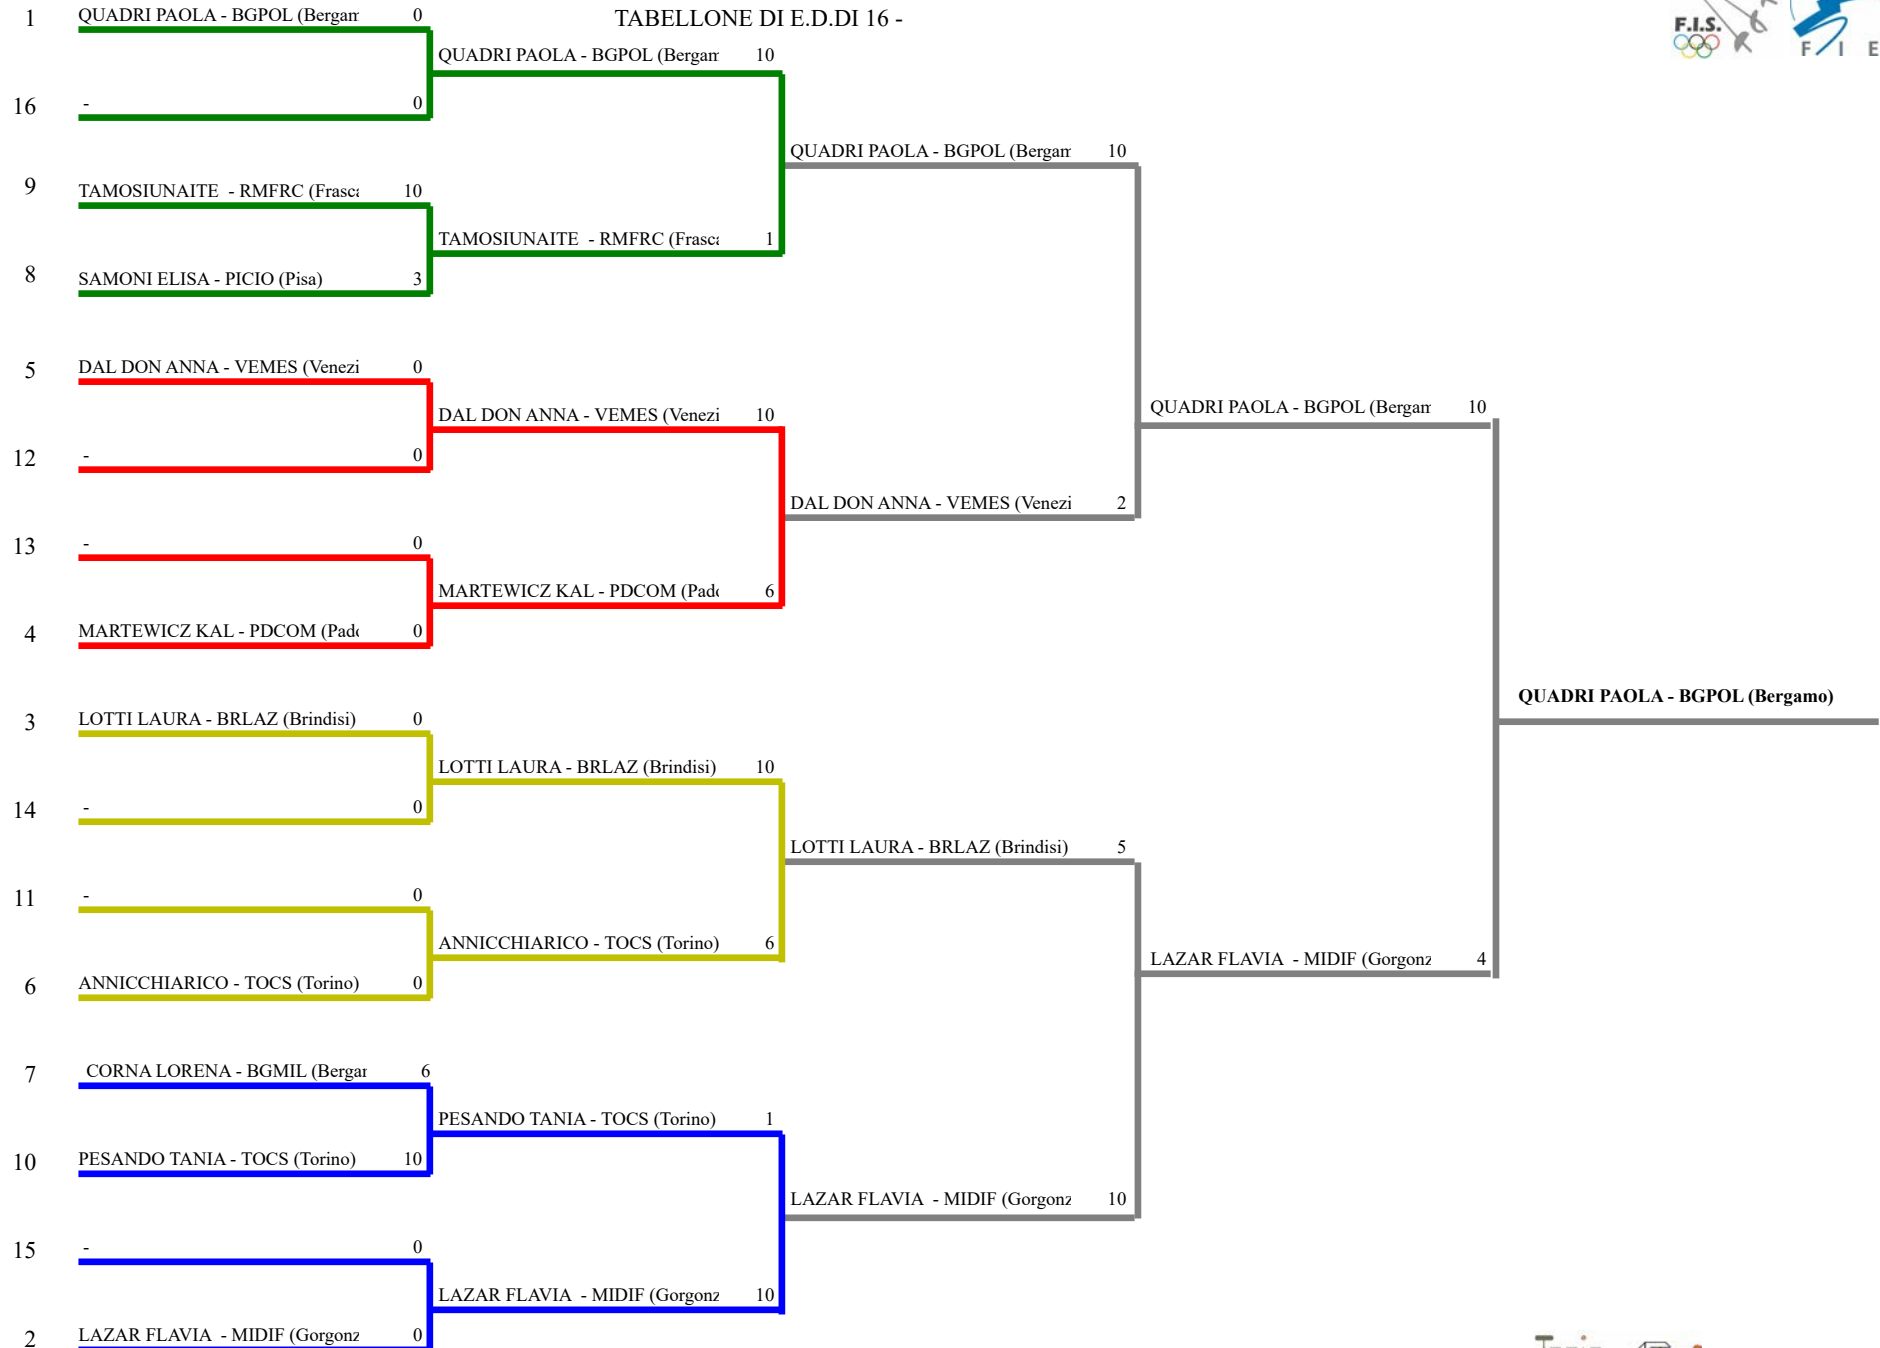 TABELLONE DI E.D.DI 16 -
F.I.S.
F I E
1 QUADRI PAOLA - BGPOL (Bergam 0
QUADRI PAOLA - BGPOL (Bergam 10
16 - 0
QUADRI PAOLA - BGPOL (Bergam 10
9 TAMOSIUNAITE - RMFRC (Frasca 10
TAMOSIUNAITE - RMFRC (Frasca 1
8 SAMONI ELISA - PICIO (Pisa) 3
5 DAL DON ANNA - VEMES (Venezi 0
DAL DON ANNA - VEMES (Venezi 10
QUADRI PAOLA - BGPOL (Bergam 10
12 - 0
DAL DON ANNA - VEMES (Venezi 2
13 - 0
MARTEWICZ KAL - PDCOM (Pado 6
4 MARTEWICZ KAL - PDCOM (Pado 0
QUADRI PAOLA - BGPOL (Bergamo)
3 LOTTI LAURA - BRLAZ (Brindisi) 0
LOTTI LAURA - BRLAZ (Brindisi) 10
14 - 0
LOTTI LAURA - BRLAZ (Brindisi) 5
11 - 0
ANNICCHIARICO - TOCS (Torino) 6
LAZAR FLAVIA - MIDIF (Gorgonz 4
6 ANNICCHIARICO - TOCS (Torino) 0
7 CORNA LORENA - BGMIL (Bergar 6
PESANDO TANIA - TOCS (Torino) 1
10 PESANDO TANIA - TOCS (Torino) 10
LAZAR FLAVIA - MIDIF (Gorgonz 10
15 - 0
LAZAR FLAVIA - MIDIF (Gorgonz 10
2 LAZAR FLAVIA - MIDIF (Gorgonz 0